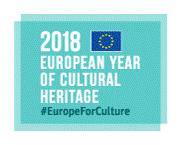 2018
EUROPEAN YEAR
OF CULTURAL
HERITAGE
#EuropeForCulture